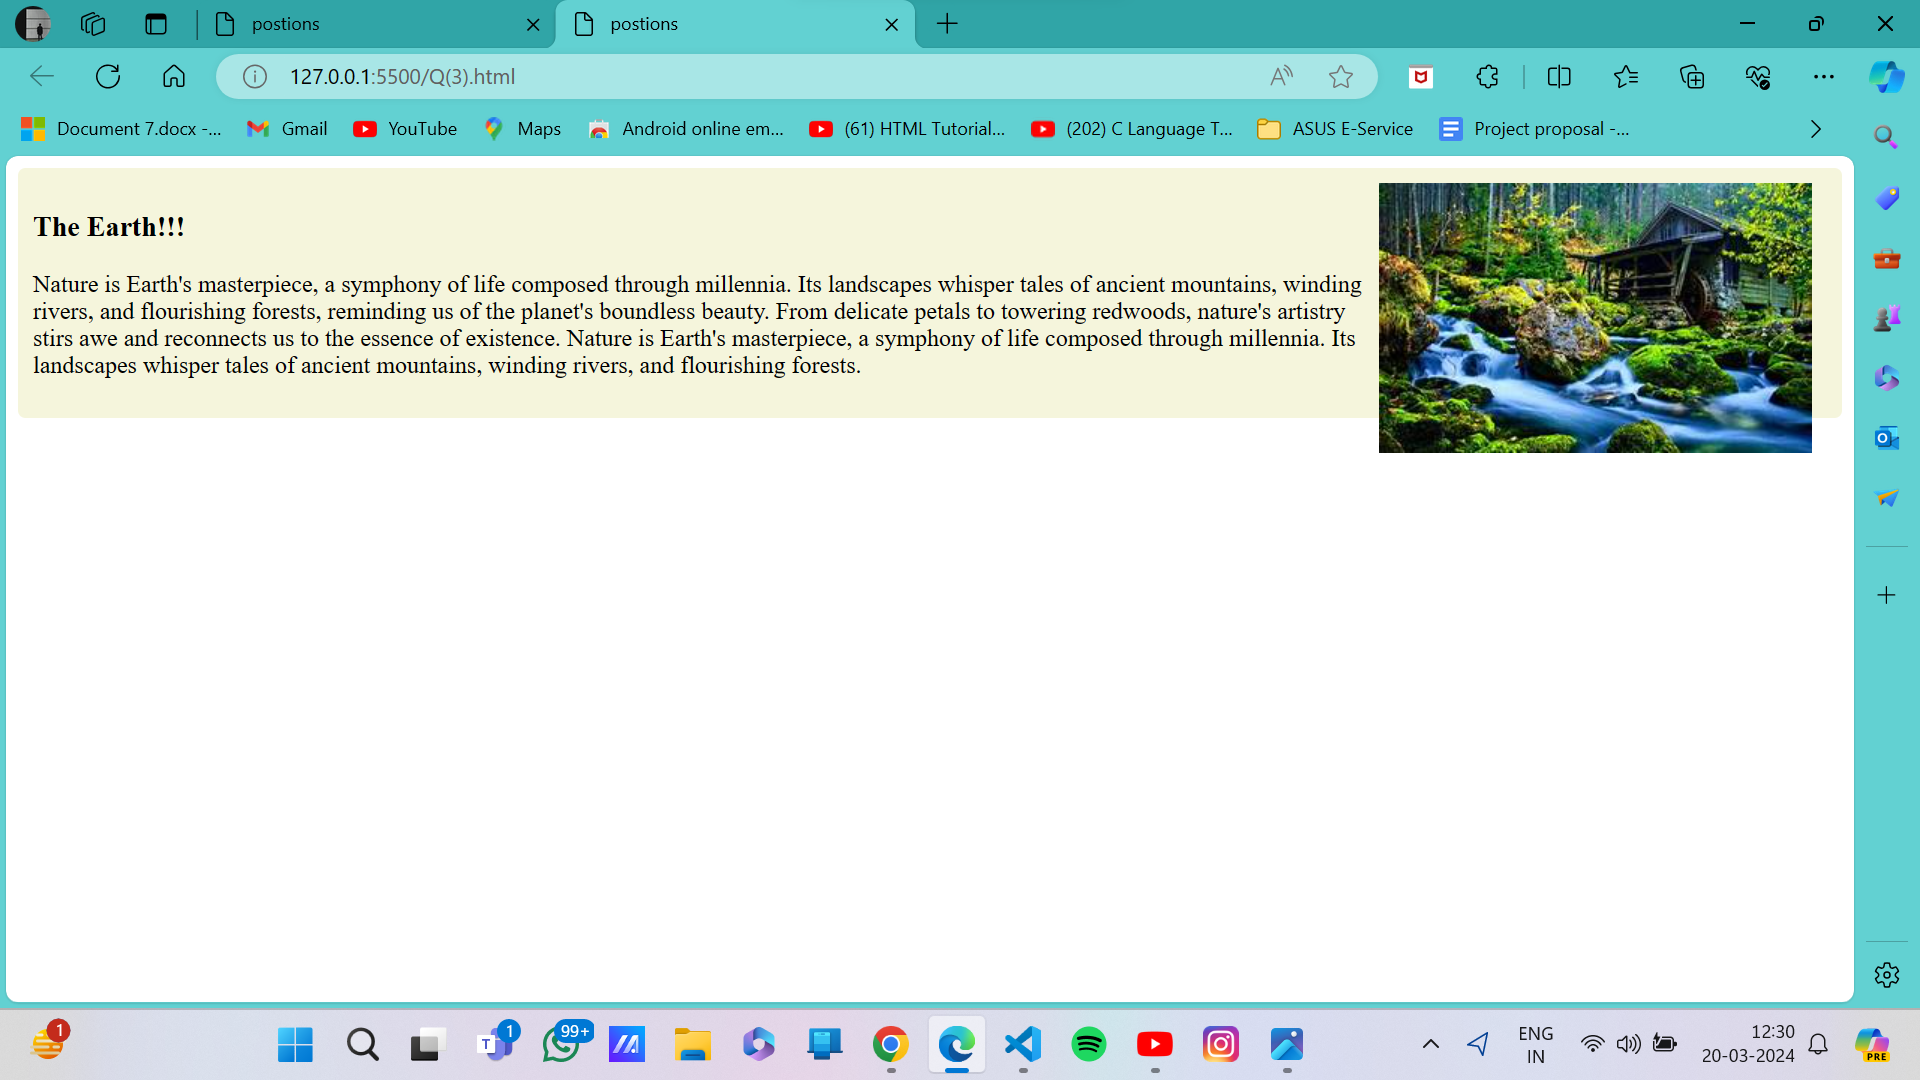 postions
postions
127.0.0.1:5500/Q(3).html
Document 7.docx -...
Gmail
YouTube
Maps
Android online em...
(61) HTML Tutorial...
(202) C Language T...
ASUS E-Service
Project proposal -...
The Earth!!!
Nature is Earth's masterpiece, a symphony of life composed through millennia. Its landscapes whisper tales of ancient mountains, winding
rivers, and flourishing forests, reminding us of the planet's boundless beauty. From delicate petals to towering redwoods, nature's artistry
stirs awe and reconnects us to the essence of existence. Nature is Earth's masterpiece, a symphony of life composed through millennia. Its
landscapes whisper tales of ancient mountains, winding rivers, and flourishing forests.
1
1
99+
ENG
IN
12:30
20-03-2024
PRE